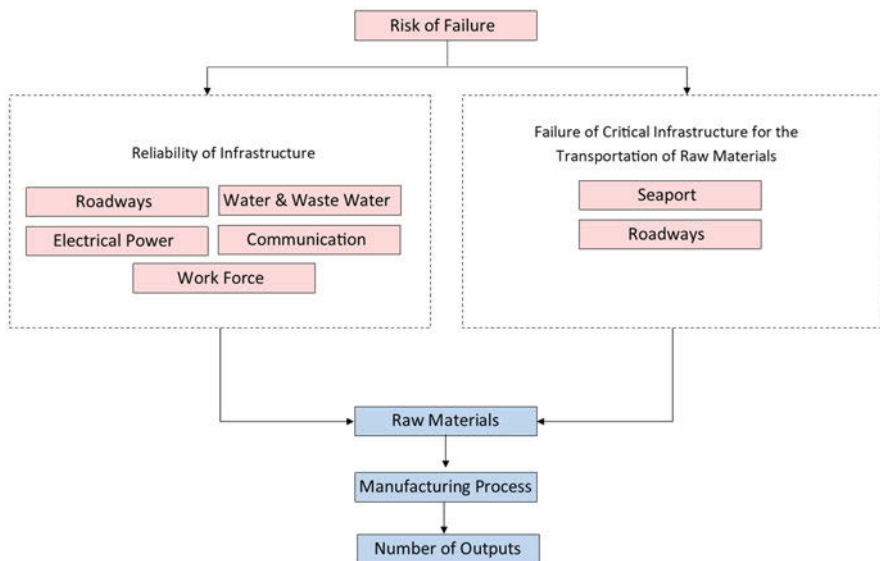 Risk of Failure
Reliability of Infrastructure
Roadways
Water & Waste Water
Electrical Power
Communication
Work Force
Failure of Critical Infrastructure for the
Transportation of Raw Materials
Seaport
Roadways
Raw Materials
Manufacturing Process
Number of Outputs